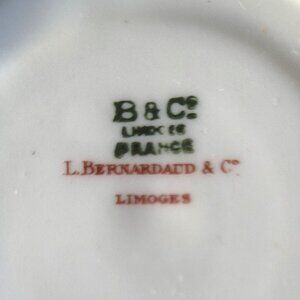 B & Co
LIMOGES
FRANCE
L. BERNARDAUD & Co
LIMOGES